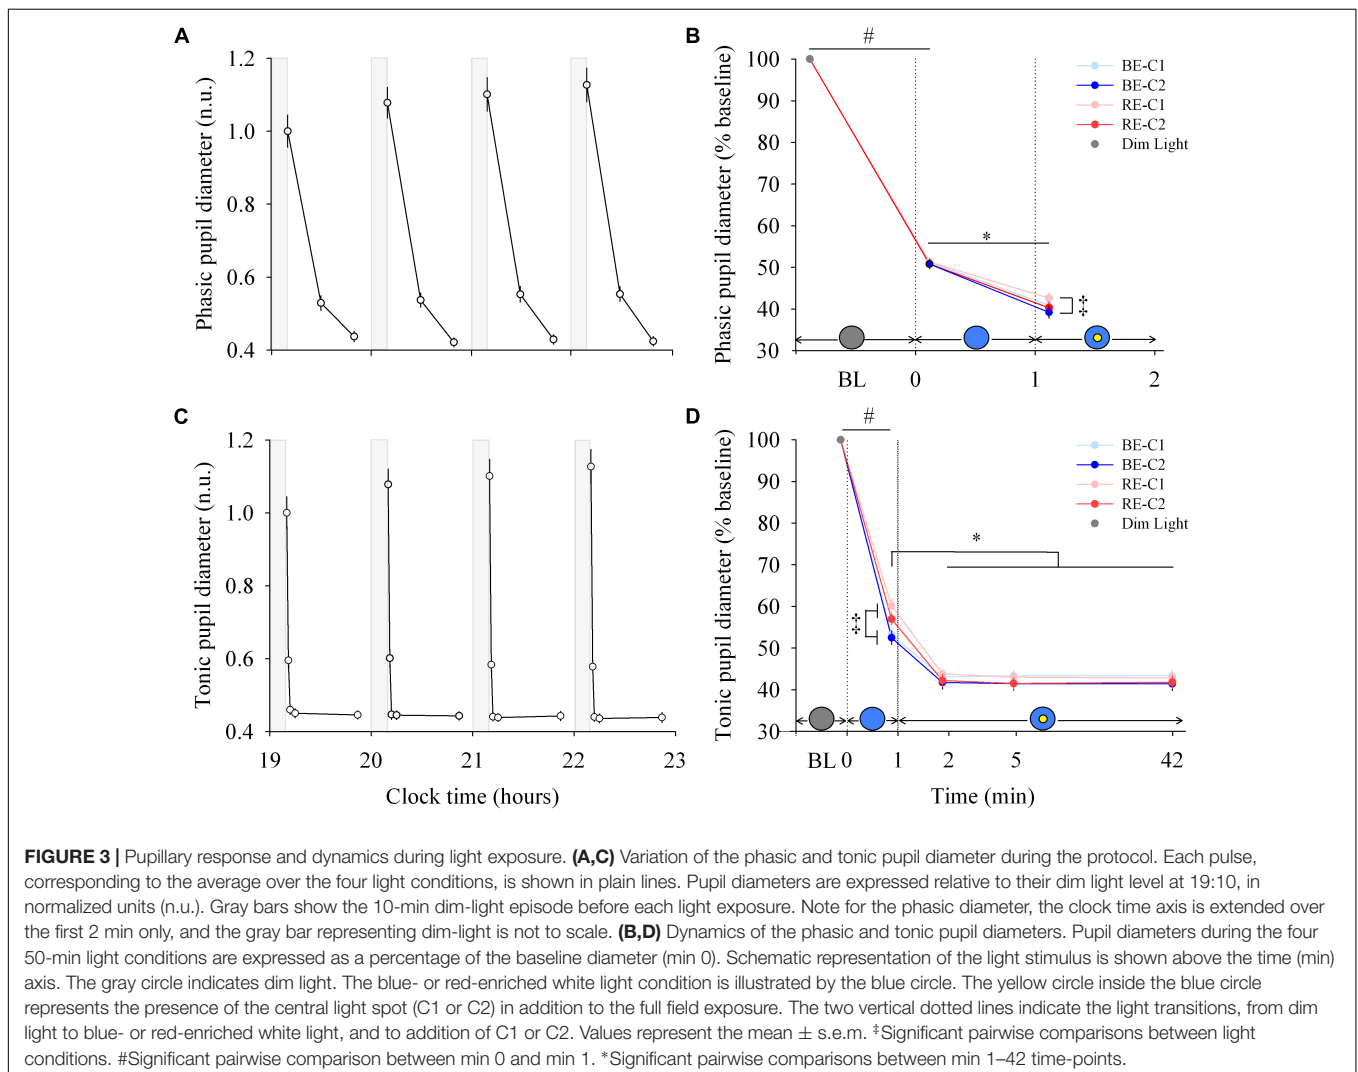 A
Phasic pupil diameter (n.u.)
1.2
1.0
0.8
0.6
0.4
B
Phasic pupil diameter (% baseline)
100
90
80
70
60
50
40
30
#
*
‡
‡
BE-C1
BE-C2
RE-C1
RE-C2
Dim Light
BL
0
1
2
C
Tonic pupil diameter (n.u.)
1.2
1.0
0.8
0.6
0.4
19
20
21
22
23
Clock time (hours)
D
Tonic pupil diameter (% baseline)
100
90
80
70
60
50
40
30
#
*
‡
‡
BE-C1
BE-C2
RE-C1
RE-C2
Dim Light
BL
0
1
2
5
42
Time (min)
FIGURE 3 | Pupillary response and dynamics during light exposure. (A,C) Variation of the phasic and tonic pupil diameter during the protocol. Each pulse,
corresponding to the average over the four light conditions, is shown in plain lines. Pupil diameters are expressed relative to their dim light level at 19:10, in
normalized units (n.u.). Gray bars show the 10-min dim-light episode before each light exposure. Note for the phasic diameter, the clock time axis is extended over
the first 2 min only, and the gray bar representing dim-light is not to scale. (B,D) Dynamics of the phasic and tonic pupil diameters. Pupil diameters during the four
50-min light conditions are expressed as a percentage of the baseline diameter (min 0). Schematic representation of the light stimulus is shown above the time (min)
axis. The gray circle indicates dim light. The blue- or red-enriched white light condition is illustrated by the blue circle. The yellow circle inside the blue circle
represents the presence of the central light spot (C1 or C2) in addition to the full field exposure. The two vertical dotted lines indicate the light transitions, from dim
light to blue- or red-enriched white light, and to addition of C1 or C2. Values represent the mean ± s.e.m. ‡Significant pairwise comparisons between light
conditions. #Significant pairwise comparison between min 0 and min 1. *Significant pairwise comparisons between min 1–42 time-points.